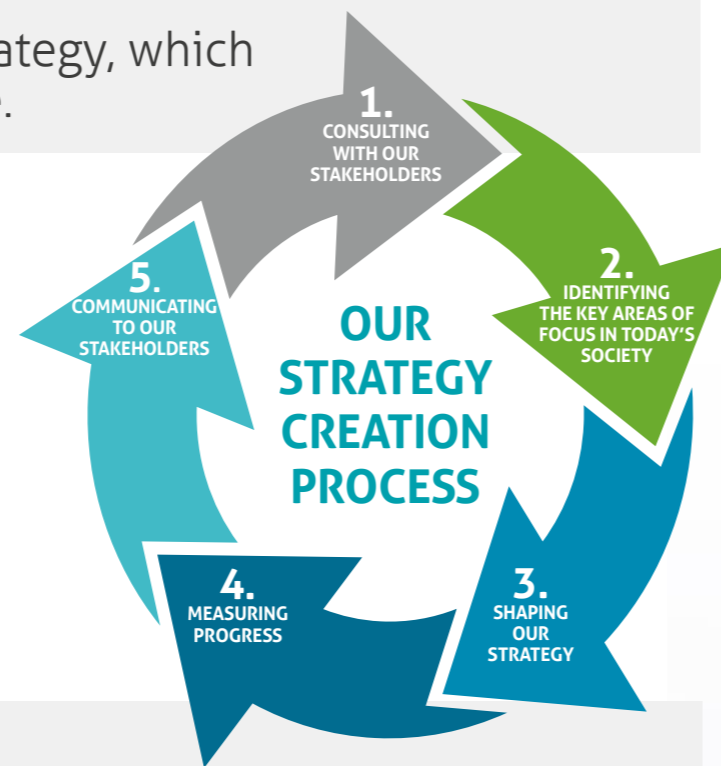 strategy, which
1.
CONSULTING
WITH OUR
STAKEHOLDERS
2.
IDENTIFYING
THE KEY AREAS OF
FOCUS IN TODAY'S
SOCIETY
3.
SHAPING
OUR
STRATEGY
4.
MEASURING
PROGRESS
5.
COMMUNICATING
TO OUR
STAKEHOLDERS
OUR
STRATEGY
CREATION
PROCESS